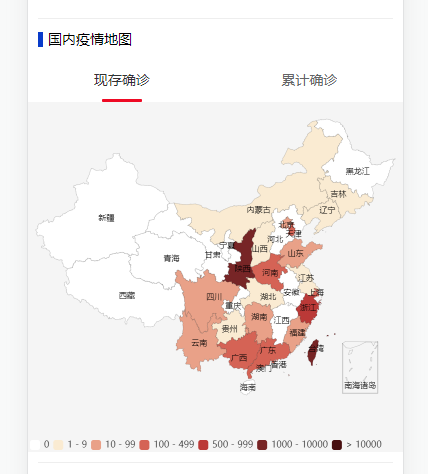 国内疫情地图
现存确诊 累计确诊
黑龙江
吉林
辽宁
内蒙古
新疆
北京
天津
河北
宁夏
山西
甘肃
青海
山东
陕西
河南
西藏
江苏
安徽
上海
四川
湖北
重庆
浙江
湖南
江西
贵州
福建
云南
广西
广东
台湾
澳门
香港
海南
南海诸岛
0 1 - 9 10 - 99 100 - 499 500 - 999 1000 - 10000 > 10000